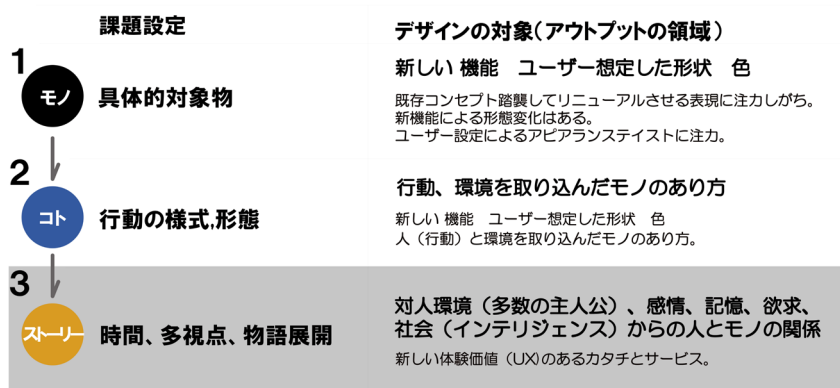 課題設定
デザインの対象(アウトプットの領域)
1
モノ
具体的対象物
新しい 機能 ユーザー想定した形状 色
既存コンセプト踏襲してリニューアルさせる表現に注力しがち。
新機能による形態変化はある。
ユーザー設定によるアピアランステイストに注力。
2
コト
行動の様式,形態
行動、環境を取り込んだモノのあり方
新しい 機能 ユーザー想定した形状 色
人(行動)と環境を取り込んだモノのあり方。
3
ストーリー
時間、多視点、物語展開
対人環境(多数の主人公)、感情、記憶、欲求、
社会(インテリジェンス)からの人とモノの関係
新しい体験価値(UX)のあるカタチとサービス。